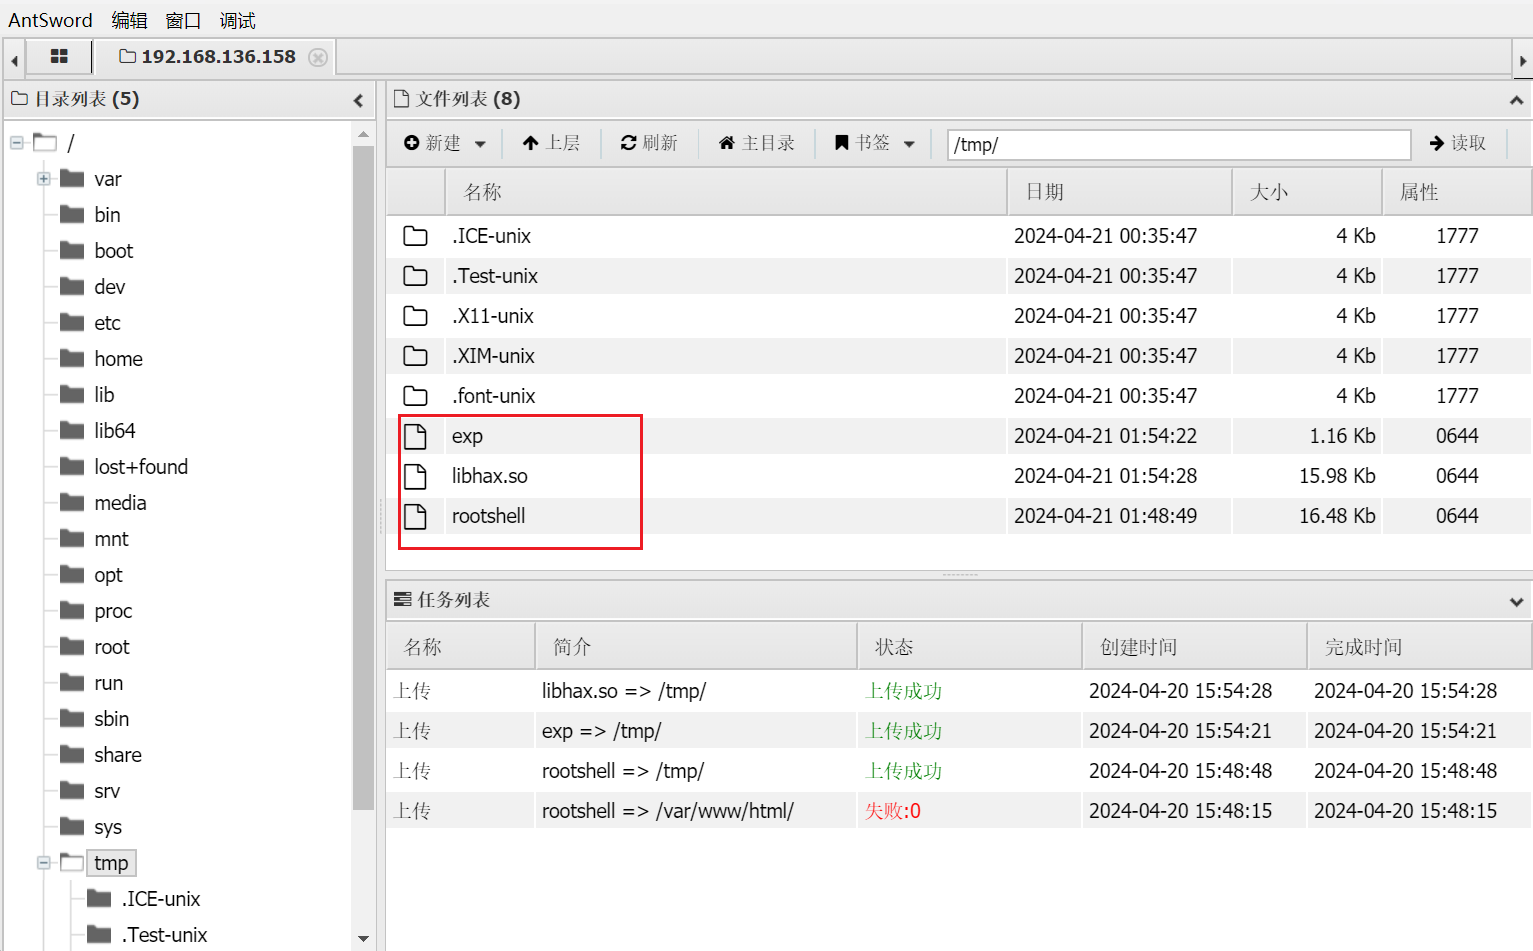 AntSword 编辑 窗口 调试
192.168.136.158
目录列表 (5)
/
var
bin
boot
dev
etc
home
lib
lib64
lost+found
media
mnt
opt
proc
root
run
sbin
share
srv
sys
tmp
.ICE-unix
.Test-unix
文件列表 (8)
新建 上层 刷新 主目录 书签 /tmp/ 读取
名称 日期 大小 属性
.ICE-unix 2024-04-21 00:35:47 4 Kb 1777
.Test-unix 2024-04-21 00:35:47 4 Kb 1777
.X11-unix 2024-04-21 00:35:47 4 Kb 1777
.XIM-unix 2024-04-21 00:35:47 4 Kb 1777
.font-unix 2024-04-21 00:35:47 4 Kb 1777
exp 2024-04-21 01:54:22 1.16 Kb 0644
libhax.so 2024-04-21 01:54:28 15.98 Kb 0644
rootshell 2024-04-21 01:48:49 16.48 Kb 0644
任务列表
名称 简介 状态 创建时间 完成时间
上传 libhax.so => /tmp/ 上传成功 2024-04-20 15:54:28 2024-04-20 15:54:28
上传 exp => /tmp/ 上传成功 2024-04-20 15:54:21 2024-04-20 15:54:21
上传 rootshell => /tmp/ 上传成功 2024-04-20 15:48:48 2024-04-20 15:48:48
上传 rootshell => /var/www/html/ 失败:0 2024-04-20 15:48:15 2024-04-20 15:48:15